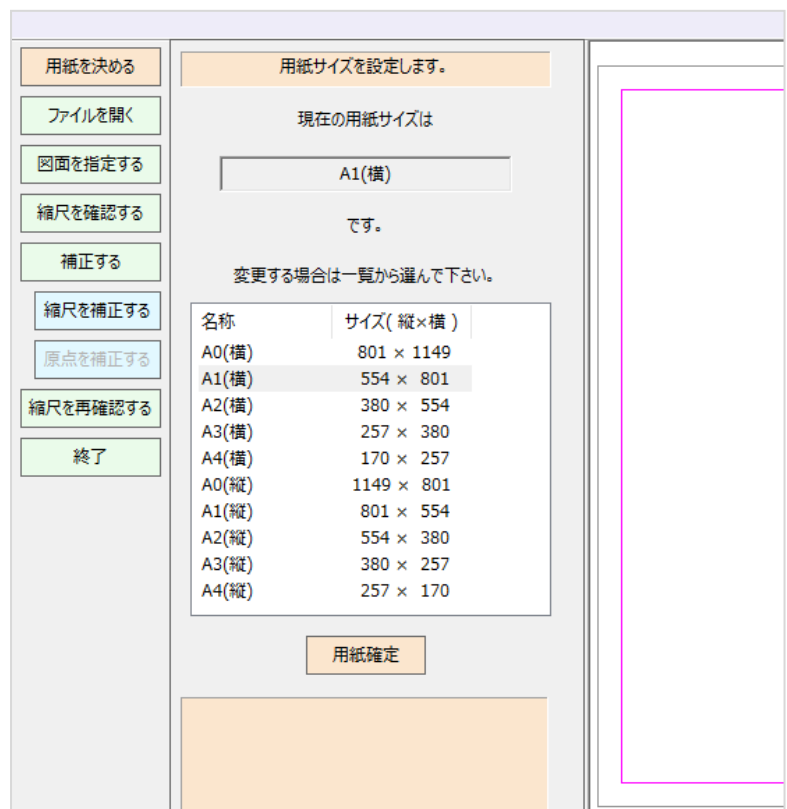 用紙を決める
ファイルを開く
図面を指定する
縮尺を確認する
補正する
縮尺を補正する
原点を補正する
縮尺を再確認する
終了
用紙サイズを設定します。
現在の用紙サイズは
A1(横)
です。
変更する場合は一覧から選んで下さい。
名称 サイズ( 縦×横 )
A0(横) 801 × 1149
A1(横) 554 × 801
A2(横) 380 × 554
A3(横) 257 × 380
A4(横) 170 × 257
A0(縦) 1149 × 801
A1(縦) 801 × 554
A2(縦) 554 × 380
A3(縦) 380 × 257
A4(縦) 257 × 170
用紙確定